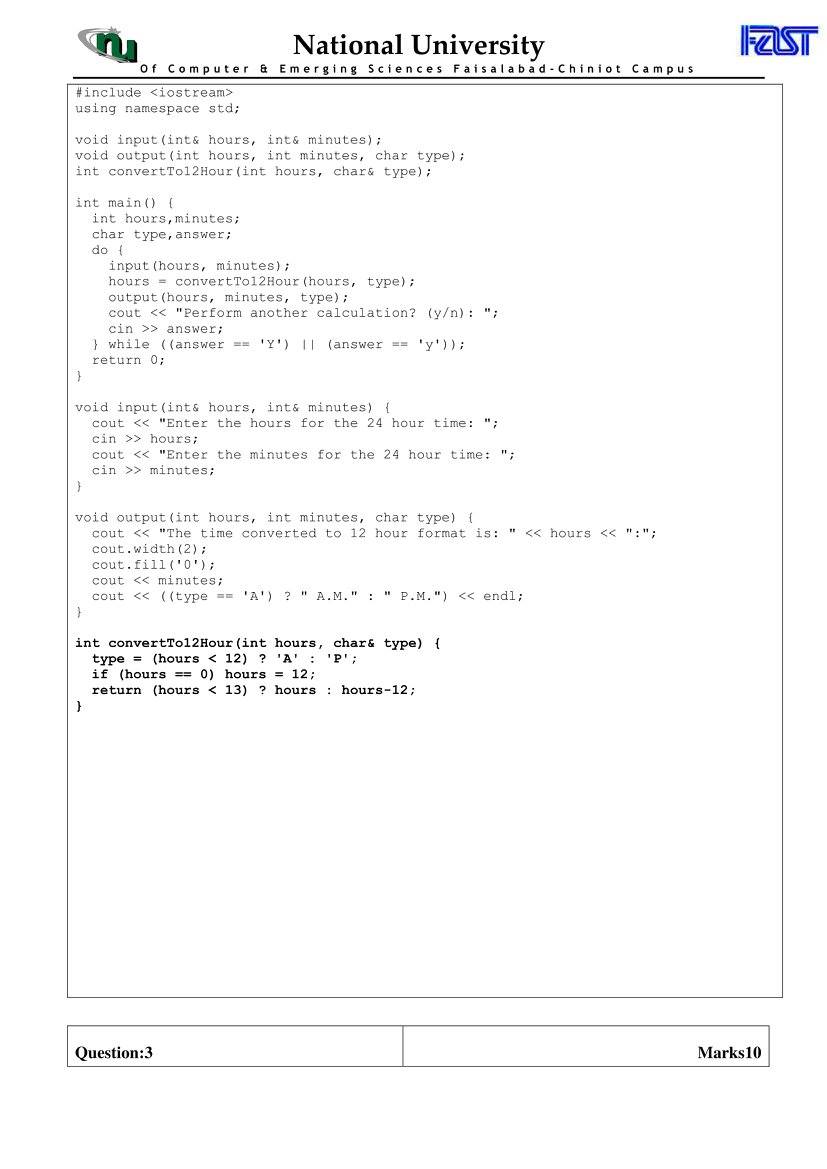 nu
National University
FAST
Of Computer & Emerging Sciences Faisalabad-Chiniot Campus
#include <iostream>
using namespace std;

void input(int& hours, int& minutes);
void output(int hours, int minutes, char type);
int convertTo12Hour(int hours, char& type);

int main() {
  int hours,minutes;
  char type,answer;
  do {
    input(hours, minutes);
    hours = convertTo12Hour(hours, type);
    output(hours, minutes, type);
    cout << "Perform another calculation? (y/n): ";
    cin >> answer;
  } while ((answer == 'Y') || (answer == 'y'));
  return 0;
}

void input(int& hours, int& minutes) {
  cout << "Enter the hours for the 24 hour time: ";
  cin >> hours;
  cout << "Enter the minutes for the 24 hour time: ";
  cin >> minutes;
}

void output(int hours, int minutes, char type) {
  cout << "The time converted to 12 hour format is: " << hours << ":";
  cout.width(2);
  cout.fill('0');
  cout << minutes;
  cout << ((type == 'A') ? " A.M." : " P.M.") << endl;
}

int convertTo12Hour(int hours, char& type) {
  type = (hours < 12) ? 'A' : 'P';
  if (hours == 0) hours = 12;
  return (hours < 13) ? hours : hours-12;
}
Question:3
Marks10